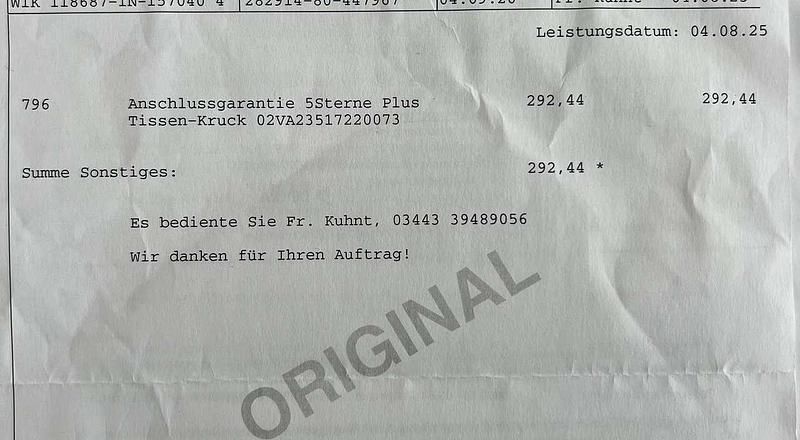 Leistungsdatum: 04.08.25
796 Anschlussgarantie 5Sterne Plus 292,44 292,44
Tissen-Kruck 02VA23517220073
Summe Sonstiges: 292,44 *
Es bediente Sie Fr. Kuhnt, 03443 39489056
Wir danken für Ihren Auftrag!
ORIGINAL